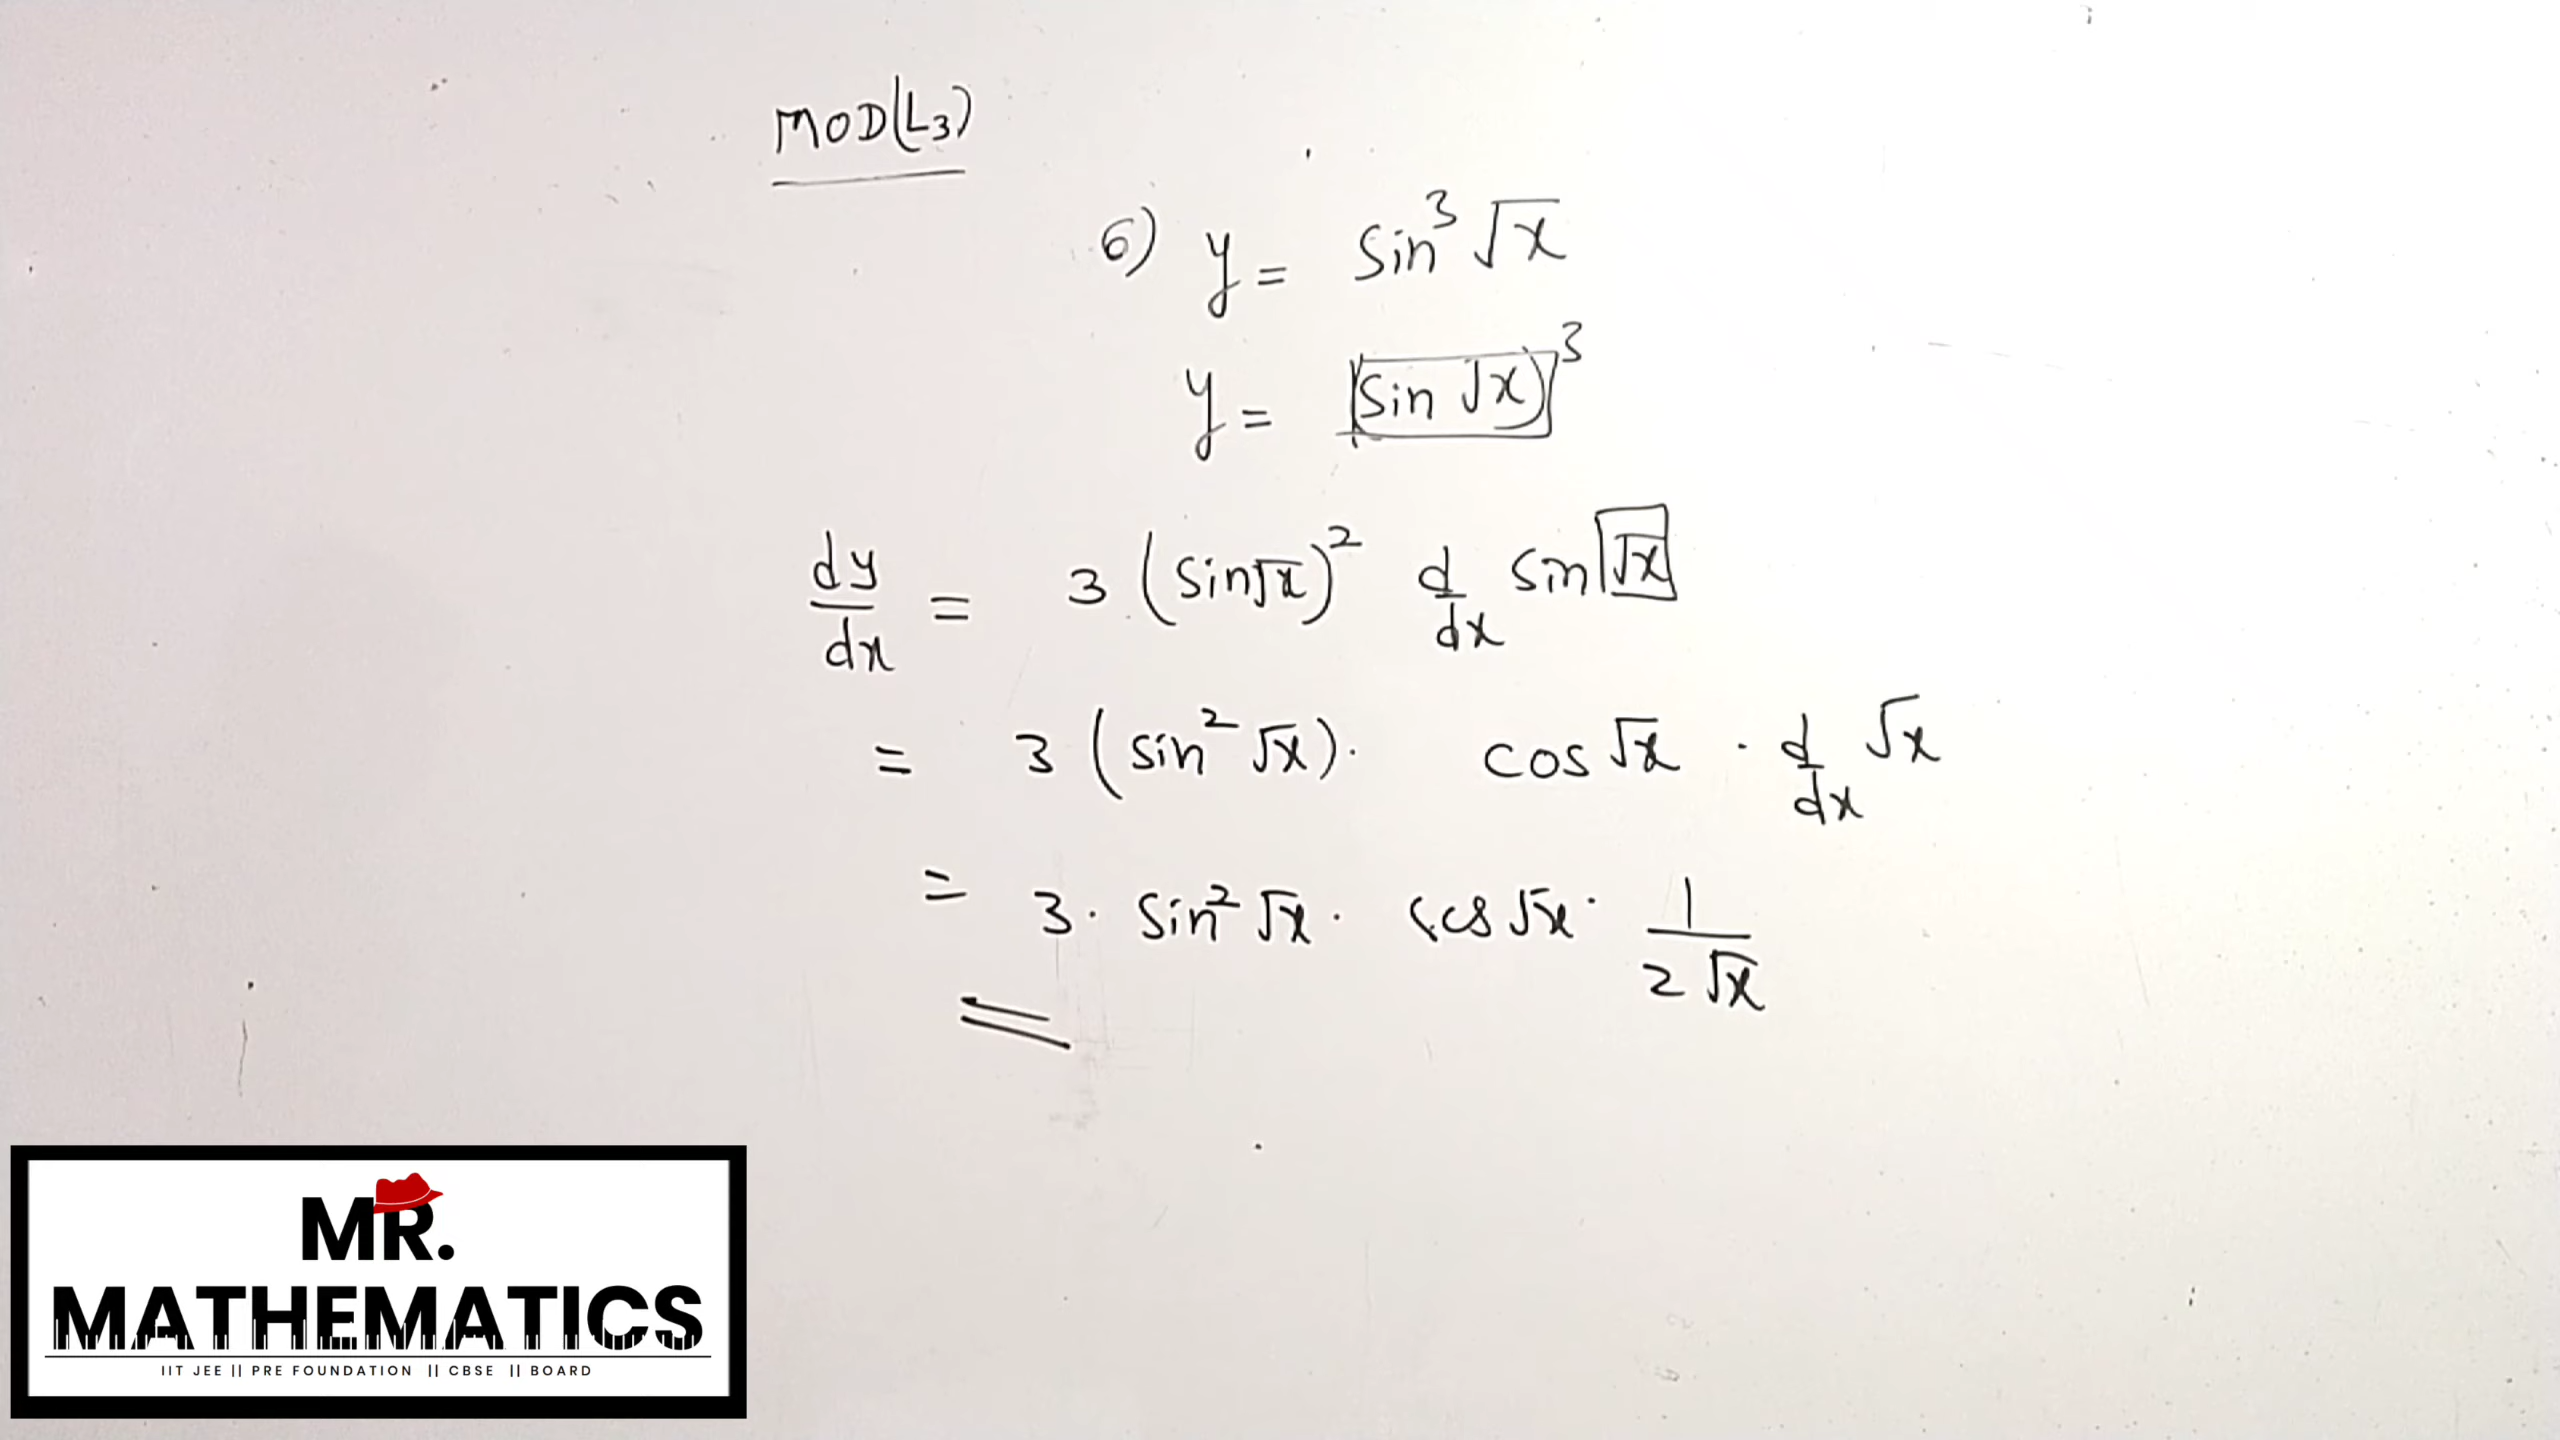 MOD(L3)
6) y = sin³ √x
y = (sin √x)³
dy/dx = 3 (sin√x)² d/dx sin √x
= 3 (sin² √x). cos √x . d/dx √x
= 3. sin² √x . cos √x . 1/2√x
MR.
MATHEMATICS
IIT JEE || PRE FOUNDATION || CBSE || BOARD